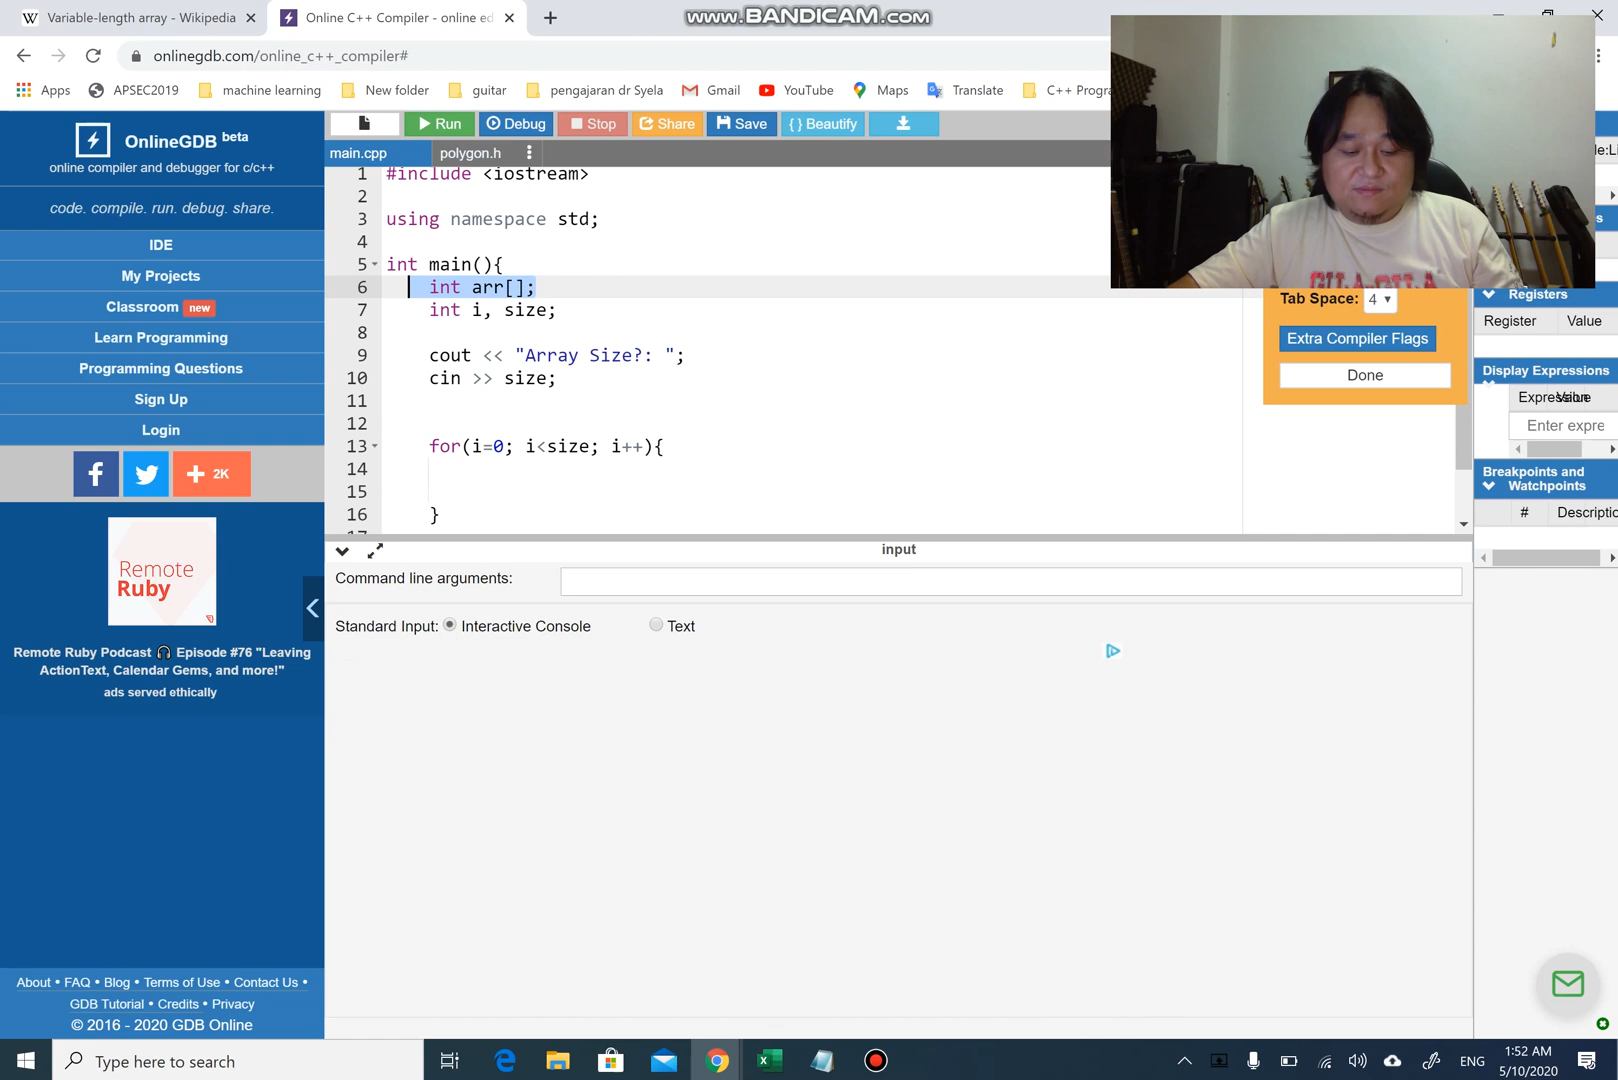 Variable-length array - Wikipedia
Online C++ Compiler - online ed
www.BANDICAM.com
onlinegdb.com/online_c++_compiler#
Apps
APSEC2019
machine learning
New folder
guitar
pengajaran dr Syela
Gmail
YouTube
Maps
Translate
C++ Progra
OnlineGDB beta
online compiler and debugger for c/c++
code. compile. run. debug. share.
IDE
My Projects
Classroom new
Learn Programming
Programming Questions
Sign Up
Login
2K
Remote
Ruby
Remote Ruby Podcast 🎧 Episode #76 "Leaving
ActionText, Calendar Gems, and more!"
ads served ethically
About • FAQ • Blog • Terms of Use • Contact Us •
GDB Tutorial • Credits • Privacy
© 2016 - 2020 GDB Online
Run
Debug
Stop
Share
Save
{ } Beautify
main.cpp
polygon.h
1 #include <iostream>
2
3 using namespace std;
4
5 int main(){
6 int arr[];
7 int i, size;
8
9 cout << "Array Size?: ";
10 cin >> size;
11
12
13 for(i=0; i<size; i++){
14
15
16 }
Tab Space: 4
Extra Compiler Flags
Done
Registers
Register Value
Display Expressions
Expression Value
Enter expre
Breakpoints and
Watchpoints
# Descriptio
input
Command line arguments:
Standard Input: Interactive Console Text
Type here to search
ENG
1:52 AM
5/10/2020